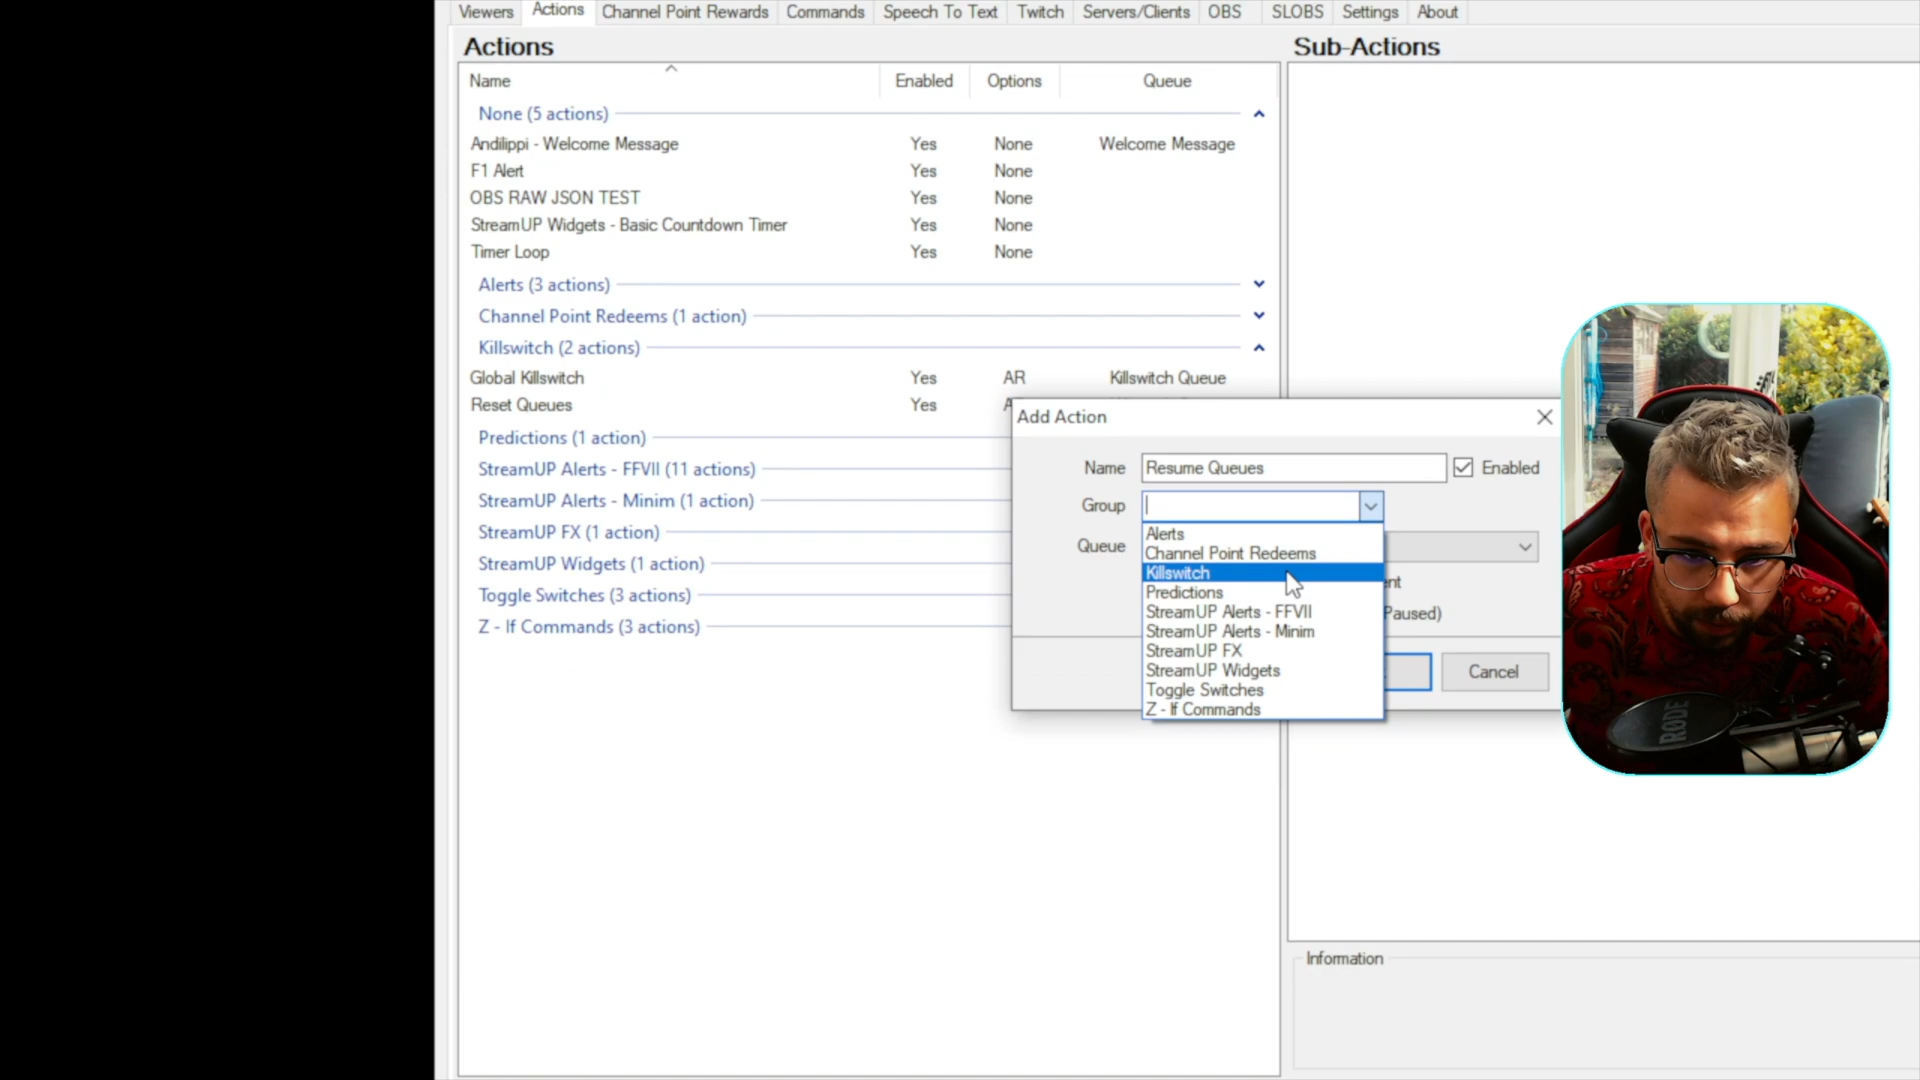 Viewers Actions Channel Point Rewards Commands Speech To Text Twitch Servers/Clients OBS SLOBS Settings About
Actions
Name Enabled Options Queue
None (5 actions)
Andilippi - Welcome Message Yes None Welcome Message
F1 Alert Yes None
OBS RAW JSON TEST Yes None
StreamUP Widgets - Basic Countdown Timer Yes None
Timer Loop Yes None
Alerts (3 actions)
Channel Point Redeems (1 action)
Killswitch (2 actions)
Global Killswitch Yes AR Killswitch Queue
Reset Queues Yes
Predictions (1 action)
StreamUP Alerts - FFVII (11 actions)
StreamUP Alerts - Minim (1 action)
StreamUP FX (1 action)
StreamUP Widgets (1 action)
Toggle Switches (3 actions)
Z - If Commands (3 actions)
Sub-Actions
Add Action
Name Resume Queues Enabled
Group
Queue
Alerts
Channel Point Redeems
Killswitch
Predictions
StreamUP Alerts - FFVII
StreamUP Alerts - Minim
StreamUP FX
StreamUP Widgets
Toggle Switches
Z - If Commands
Paused)
Cancel
Information
RØDE